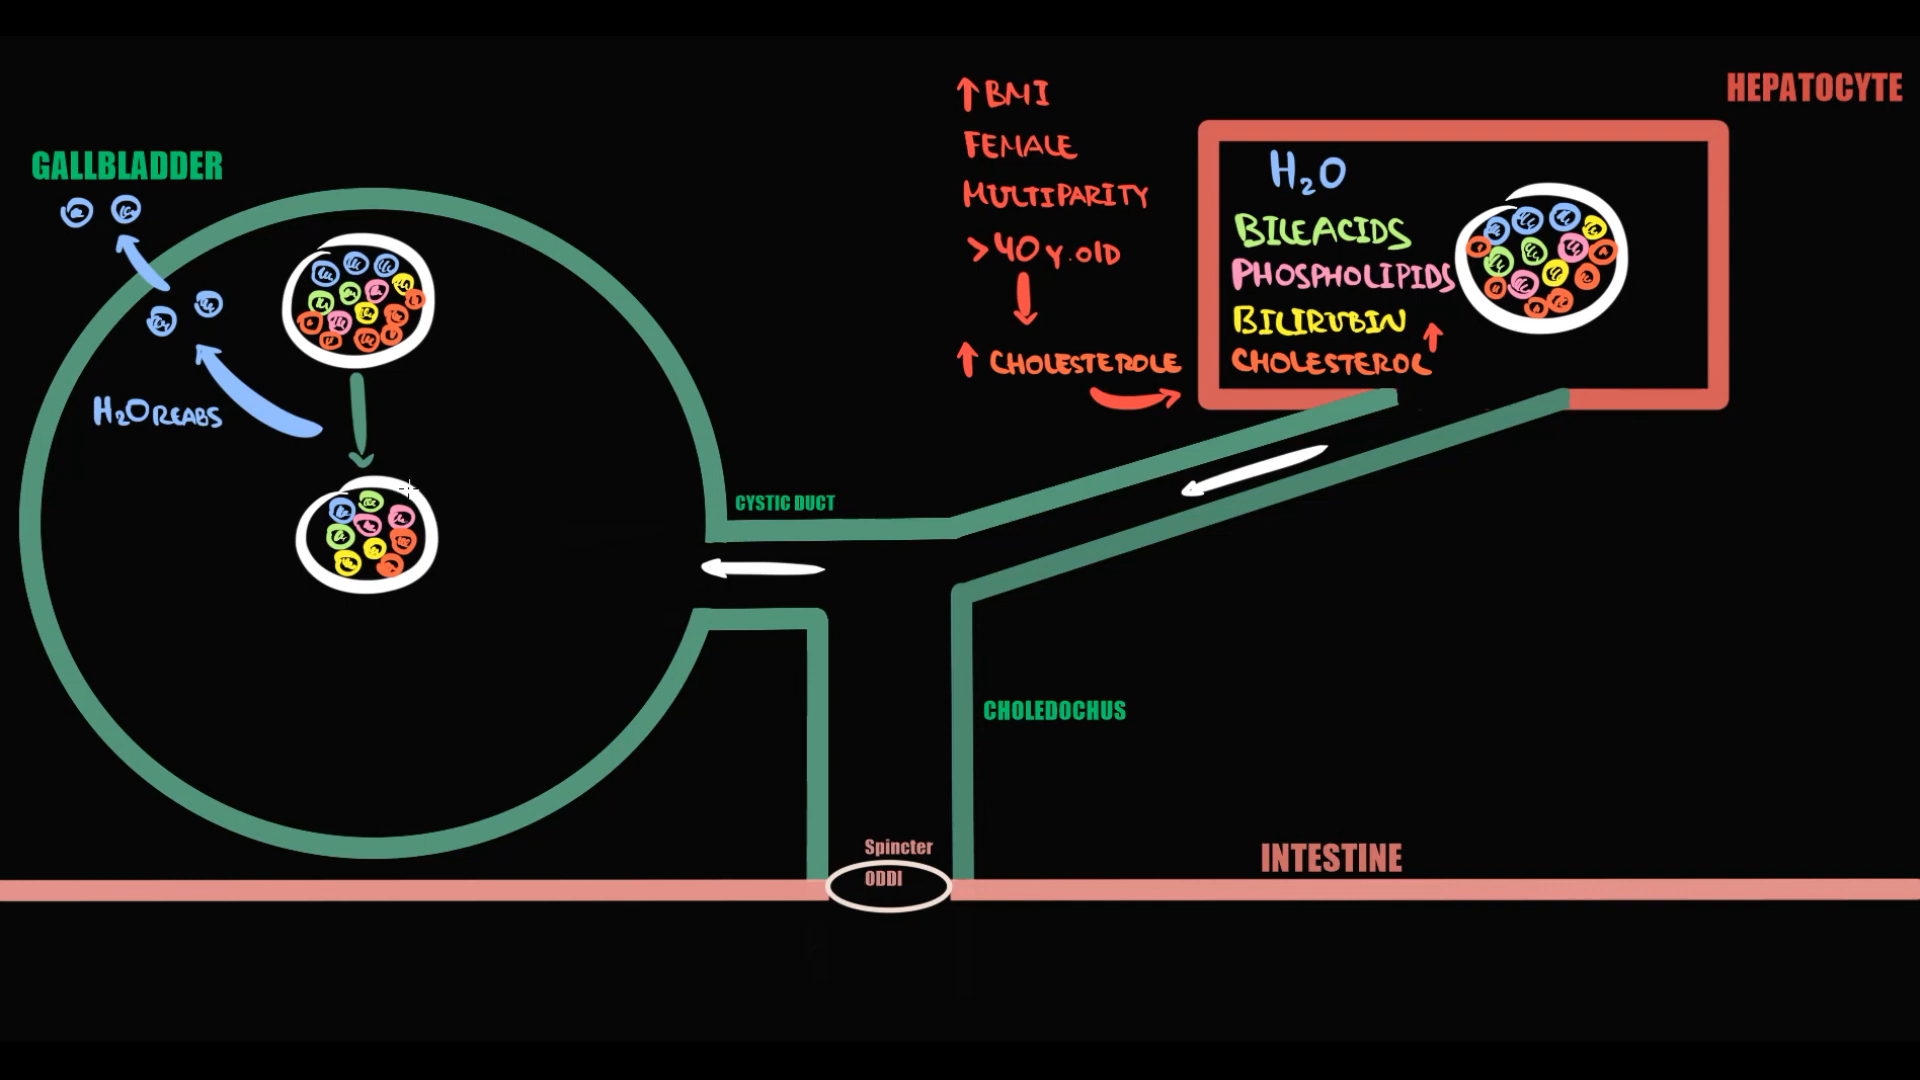 HEPATOCYTE
GALLBLADDER
↑ BMI
FEMALE
MULTIPARITY
>40 y.old
↑ CHOLESTEROLE
H₂O
BILEACIDS
PHOSPHOLIPIDS
BILIRUBIN
CHOLESTEROL ↑
H₂O REABS
CYSTIC DUCT
CHOLEDOCHUS
Spincter
ODDI
INTESTINE